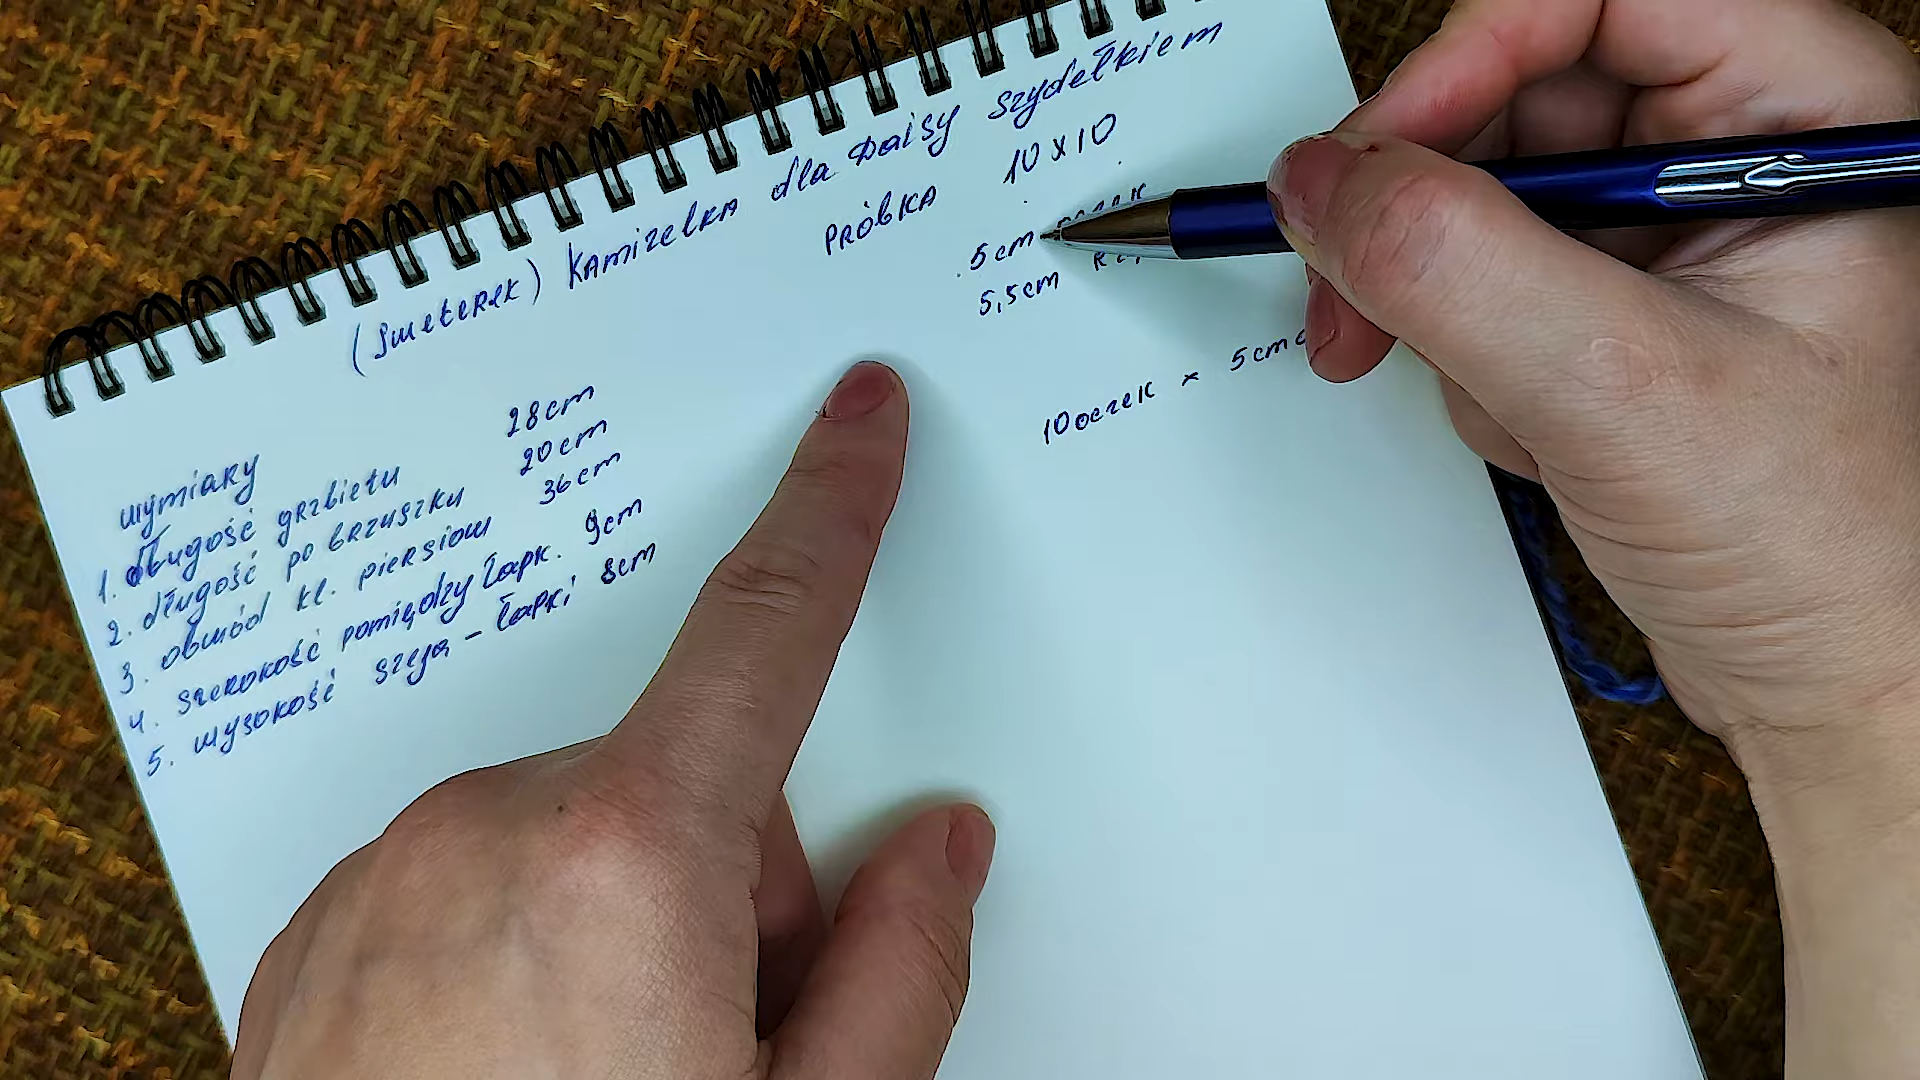 (Sweterek) Kamizelka dla Daisy szydełkiem
PRÓBKA 10 x 10
5cm oczek
5,5cm
10 oczek x 5cm
wymiary
1. długość grzbietu 28cm
2. długość po brzuszku 20cm
3. obwód kl. piersiow 36cm
4. szerokość pomiędzy łapk. 9cm
5. wysokość szyja - łapki 8cm